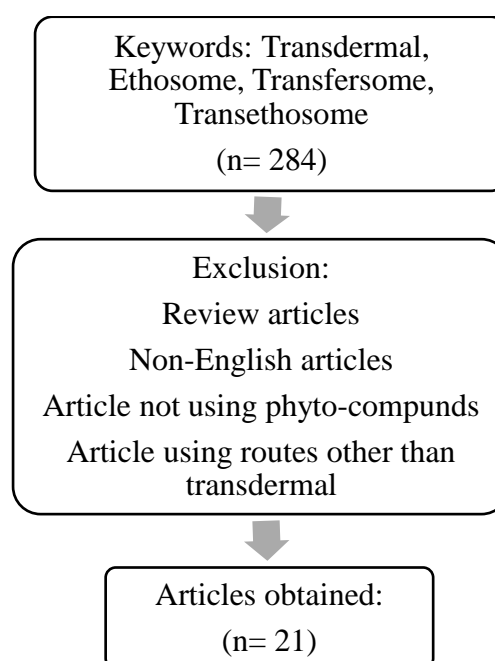 Keywords: Transdermal,
Ethosome, Transfersome,
Transethosome
(n= 284)
Exclusion:
Review articles
Non-English articles
Article not using phyto-compunds
Article using routes other than
transdermal
Articles obtained:
(n= 21)